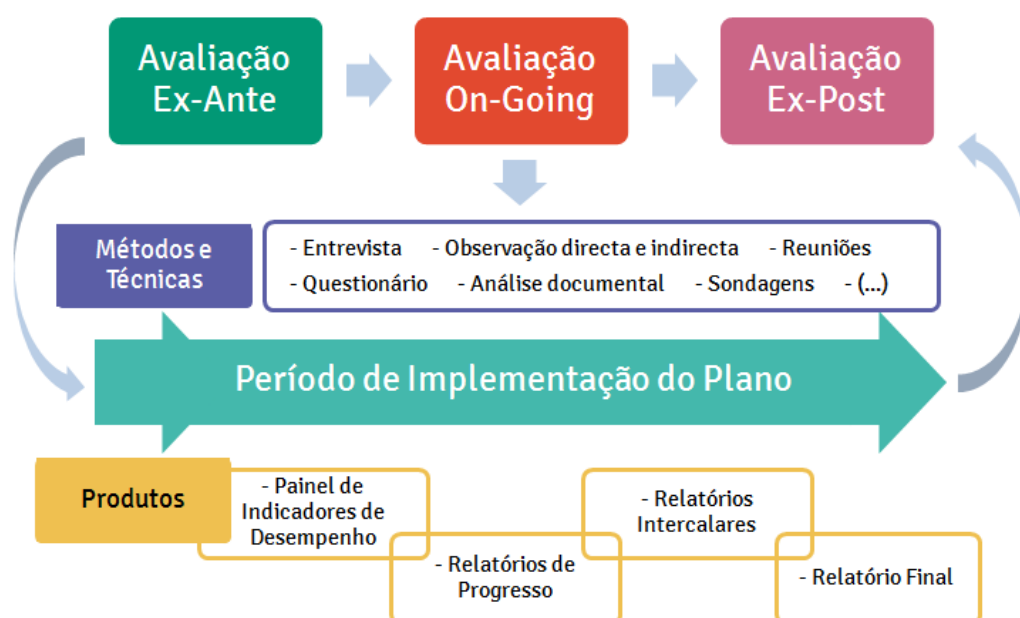 Avaliação
Ex-Ante
Avaliação
On-Going
Avaliação
Ex-Post
Métodos e
Técnicas
- Entrevista - Observação directa e indirecta - Reuniões
- Questionário - Análise documental - Sondagens - (...)
Período de Implementação do Plano
Produtos
- Painel de
Indicadores de
Desempenho
- Relatórios de
Progresso
- Relatórios
Intercalares
- Relatório Final